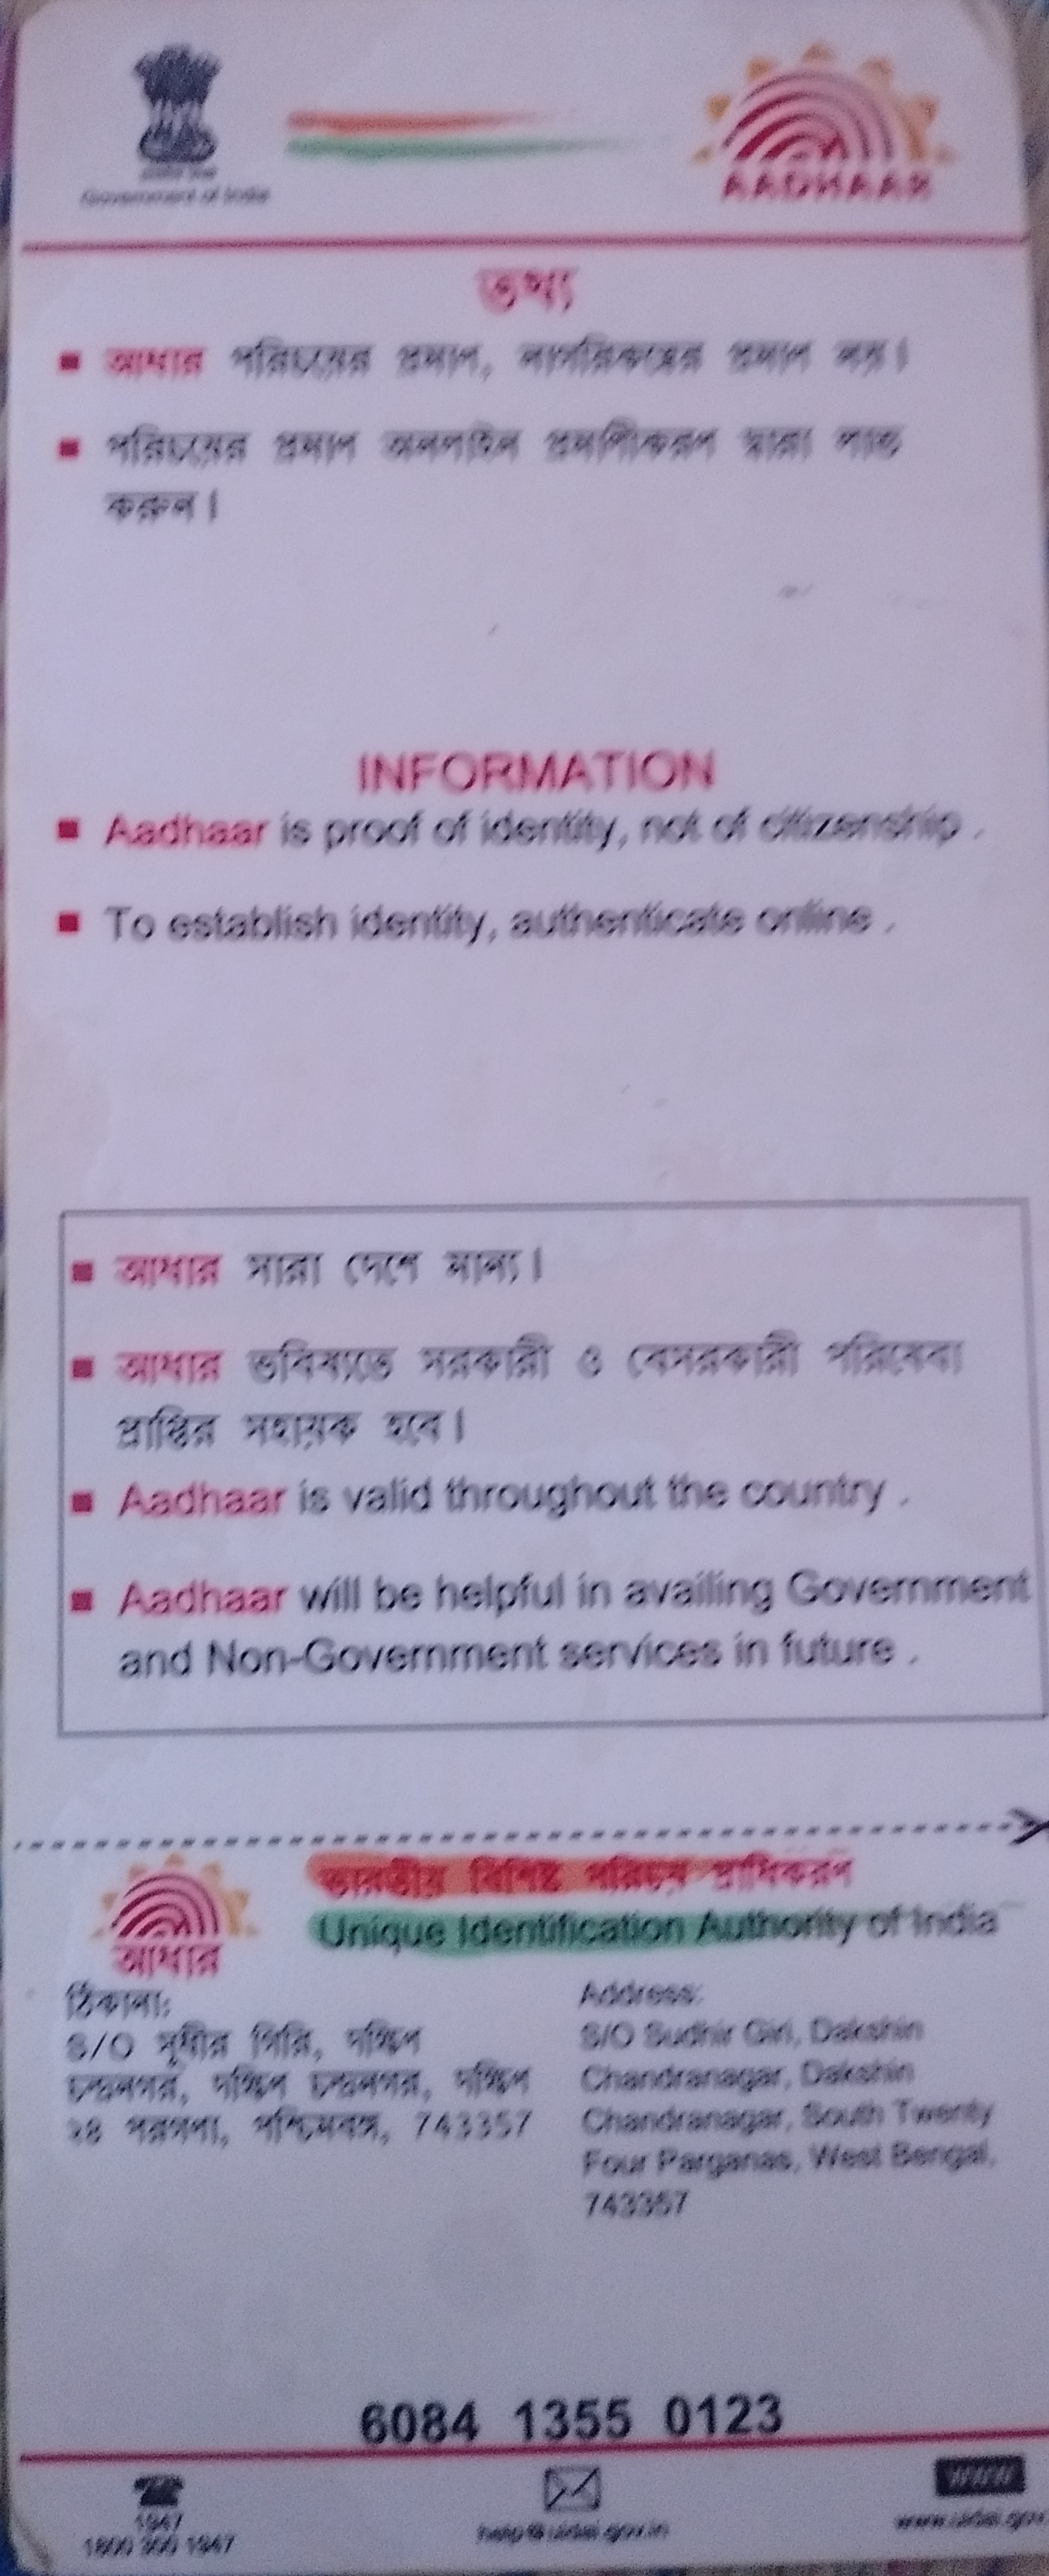 Government of India
AADHAAR
তথ্য
■ আধার পরিচয়ের প্রমাণ, নাগরিকত্বের প্রমাণ নয়।
■ পরিচয়ের প্রমাণ অনলাইন প্রমাণীকরণ দ্বারা লাভ
করুন।
INFORMATION
■ Aadhaar is proof of identity, not of citizenship .
■ To establish identity, authenticate online .
■ আধার সারা দেশে মান্য।
■ আধার ভবিষ্যতে সরকারী ও বেসরকারী পরিষেবা
প্রাপ্তির সহায়ক হবে।
■ Aadhaar is valid throughout the country .
■ Aadhaar will be helpful in availing Government
and Non-Government services in future .
ভারতীয় বিশিষ্ট পরিচয় প্রাধিকরণ
Unique Identification Authority of India
আধার
ঠিকানা:
S/O সুধীর গিরি, দক্ষিণ
চন্দ্রনগর, দক্ষিণ চন্দ্রনগর, দক্ষিণ
২৪ পরগণা, পশ্চিমবঙ্গ, 743357
Address:
S/O Sudhir Giri, Dakshin
Chandranagar, Dakshin
Chandranagar, South Twenty
Four Parganas, West Bengal,
743357
6084 1355 0123
1947
1800 300 1947
help@uidai.gov.in
www
www.uidai.gov